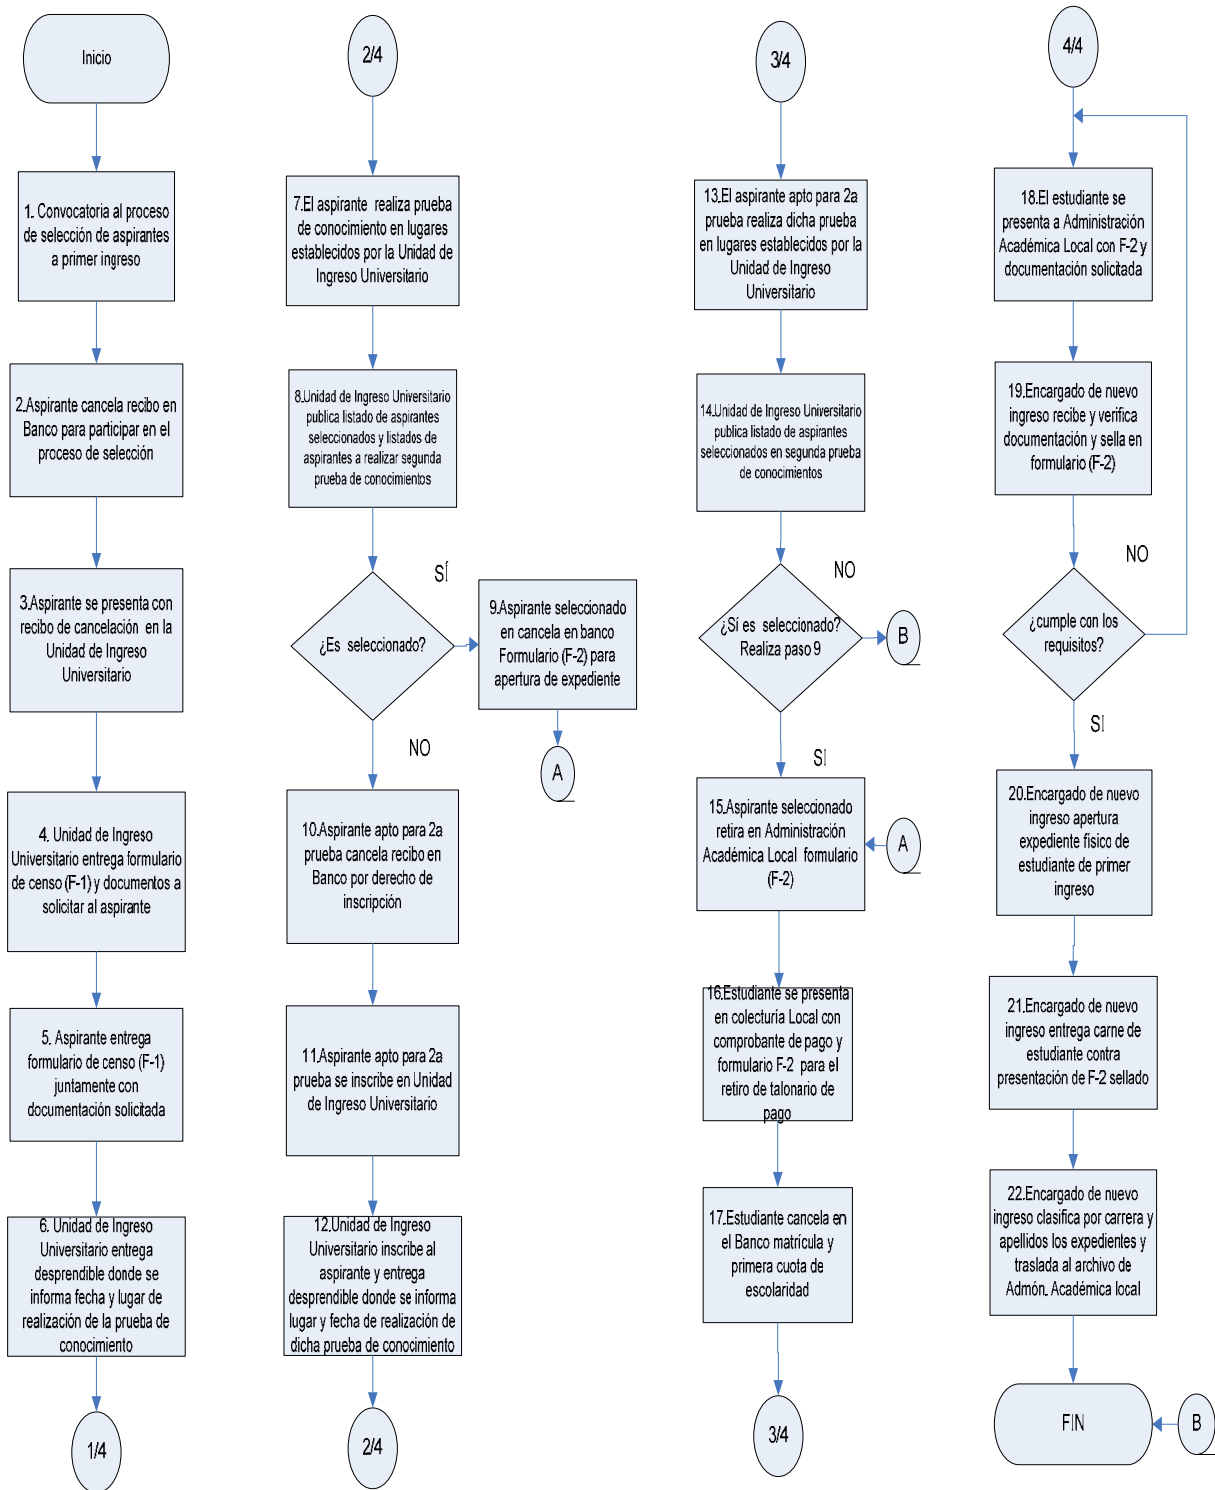 Inicio
1. Convocatoria al proceso
de selección de aspirantes
a primer ingreso
2.Aspirante cancela recibo en
Banco para participar en el
proceso de selección
3.Aspirante se presenta con
recibo de cancelación en la
Unidad de Ingreso
Universitario
4. Unidad de Ingreso
Universitario entrega formulario
de censo (F-1) y documentos a
solicitar al aspirante
5. Aspirante entrega
formulario de censo (F-1)
juntamente con
documentación solicitada
6. Unidad de Ingreso
Universitario entrega
desprendible donde se
informa fecha y lugar de
realización de la prueba de
conocimiento
1/4
2/4
7.El aspirante realiza prueba
de conocimiento en lugares
establecidos por la Unidad de
Ingreso Universitario
8.Unidad de Ingreso Universitario
publica listado de aspirantes
seleccionados y listados de
aspirantes a realizar segunda
prueba de conocimientos
¿Es seleccionado?
SÍ
9.Aspirante seleccionado
en cancela en banco
Formulario (F-2) para
apertura de expediente
A
NO
10.Aspirante apto para 2a
prueba cancela recibo en
Banco por derecho de
inscripción
11.Aspirante apto para 2a
prueba se inscribe en Unidad
de Ingreso Universitario
12.Unidad de Ingreso
Universitario inscribe al
aspirante y entrega
desprendible donde se informa
lugar y fecha de realización de
dicha prueba de conocimiento
2/4
3/4
13.El aspirante apto para 2a
prueba realiza dicha prueba
en lugares establecidos por la
Unidad de Ingreso
Universitario
14.Unidad de Ingreso Universitario
publica listado de aspirantes
seleccionados en segunda prueba
de conocimientos
¿Sí es seleccionado?
Realiza paso 9
NO
B
SI
15.Aspirante seleccionado
retira en Administración
Académica Local formulario
(F-2)
A
16.Estudiante se presenta
en colecturía Local con
comprobante de pago y
formulario F-2 para el
retiro de talonario de
pago
17.Estudiante cancela en
el Banco matrícula y
primera cuota de
escolaridad
3/4
4/4
18.El estudiante se
presenta a Administración
Académica Local con F-2 y
documentación solicitada
19.Encargado de nuevo
ingreso recibe y verifica
documentación y sella en
formulario (F-2)
NO
¿cumple con los
requisitos?
SI
20.Encargado de nuevo
ingreso apertura
expediente físico de
estudiante de primer
ingreso
21.Encargado de nuevo
ingreso entrega carne de
estudiante contra
presentación de F-2 sellado
22.Encargado de nuevo
ingreso clasifica por carrera y
apellidos los expedientes y
traslada al archivo de
Admón. Académica local
FIN
B